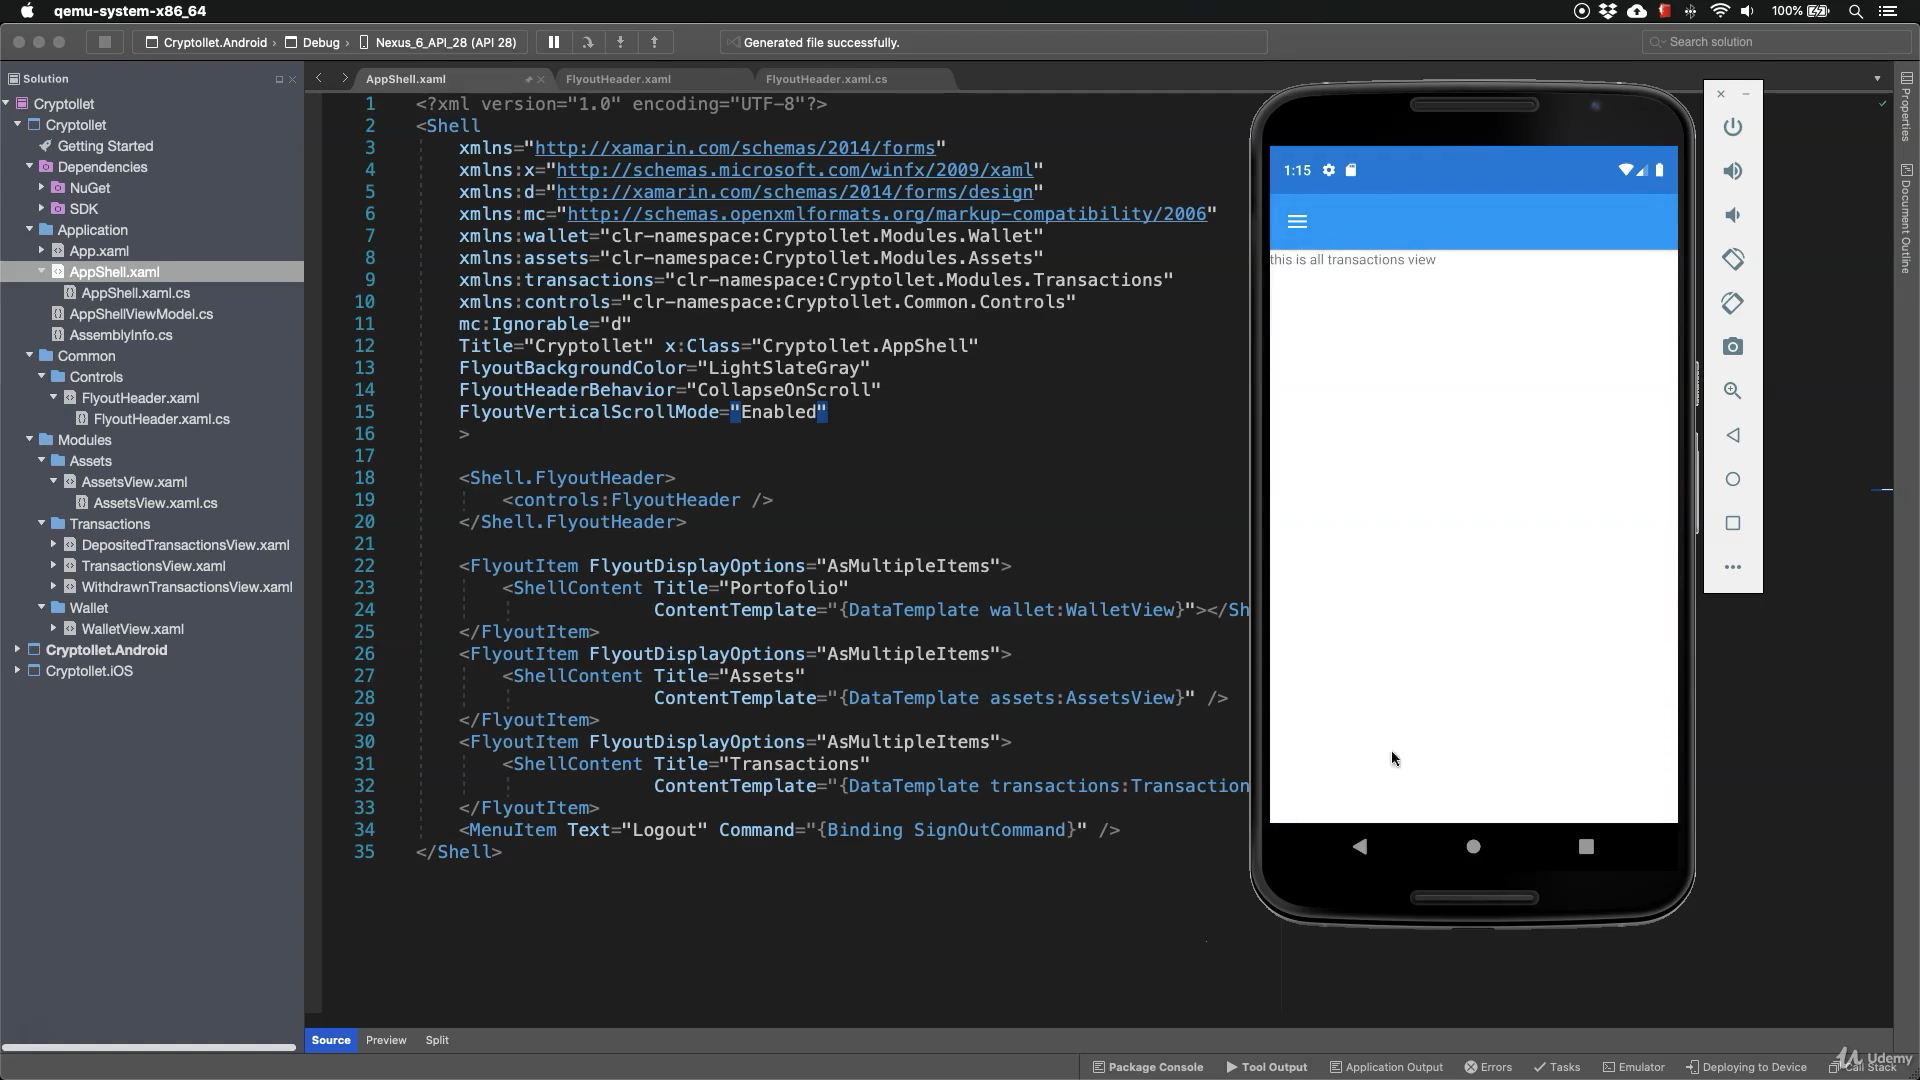 qemu-system-x86_64
100%
Cryptollet.Android
Debug
Nexus_6_API_28 (API 28)
Generated file successfully.
Search solution
Solution
AppShell.xaml
FlyoutHeader.xaml
FlyoutHeader.xaml.cs
Cryptollet
Cryptollet
Getting Started
Dependencies
NuGet
SDK
Application
App.xaml
AppShell.xaml
AppShell.xaml.cs
AppShellViewModel.cs
AssemblyInfo.cs
Common
Controls
FlyoutHeader.xaml
FlyoutHeader.xaml.cs
Modules
Assets
AssetsView.xaml
AssetsView.xaml.cs
Transactions
DepositedTransactionsView.xaml
TransactionsView.xaml
WithdrawnTransactionsView.xaml
Wallet
WalletView.xaml
Cryptollet.Android
Cryptollet.iOS
1 <?xml version="1.0" encoding="UTF-8"?>
2 <Shell
3 xmlns="http://xamarin.com/schemas/2014/forms"
4 xmlns:x="http://schemas.microsoft.com/winfx/2009/xaml"
5 xmlns:d="http://xamarin.com/schemas/2014/forms/design"
6 xmlns:mc="http://schemas.openxmlformats.org/markup-compatibility/2006"
7 xmlns:wallet="clr-namespace:Cryptollet.Modules.Wallet"
8 xmlns:assets="clr-namespace:Cryptollet.Modules.Assets"
9 xmlns:transactions="clr-namespace:Cryptollet.Modules.Transactions"
10 xmlns:controls="clr-namespace:Cryptollet.Common.Controls"
11 mc:Ignorable="d"
12 Title="Cryptollet" x:Class="Cryptollet.AppShell"
13 FlyoutBackgroundColor="LightSlateGray"
14 FlyoutHeaderBehavior="CollapseOnScroll"
15 FlyoutVerticalScrollMode="Enabled"
16 >
17
18 <Shell.FlyoutHeader>
19 <controls:FlyoutHeader />
20 </Shell.FlyoutHeader>
21
22 <FlyoutItem FlyoutDisplayOptions="AsMultipleItems">
23 <ShellContent Title="Portofolio"
24 ContentTemplate="{DataTemplate wallet:WalletView}"></Sh
25 </FlyoutItem>
26 <FlyoutItem FlyoutDisplayOptions="AsMultipleItems">
27 <ShellContent Title="Assets"
28 ContentTemplate="{DataTemplate assets:AssetsView}" />
29 </FlyoutItem>
30 <FlyoutItem FlyoutDisplayOptions="AsMultipleItems">
31 <ShellContent Title="Transactions"
32 ContentTemplate="{DataTemplate transactions:Transaction
33 </FlyoutItem>
34 <MenuItem Text="Logout" Command="{Binding SignOutCommand}" />
35 </Shell>
1:15
this is all transactions view
Properties
Document Outline
Source
Preview
Split
Package Console
Tool Output
Application Output
Errors
Tasks
Emulator
Deploying to Device
Call Stack
Udemy